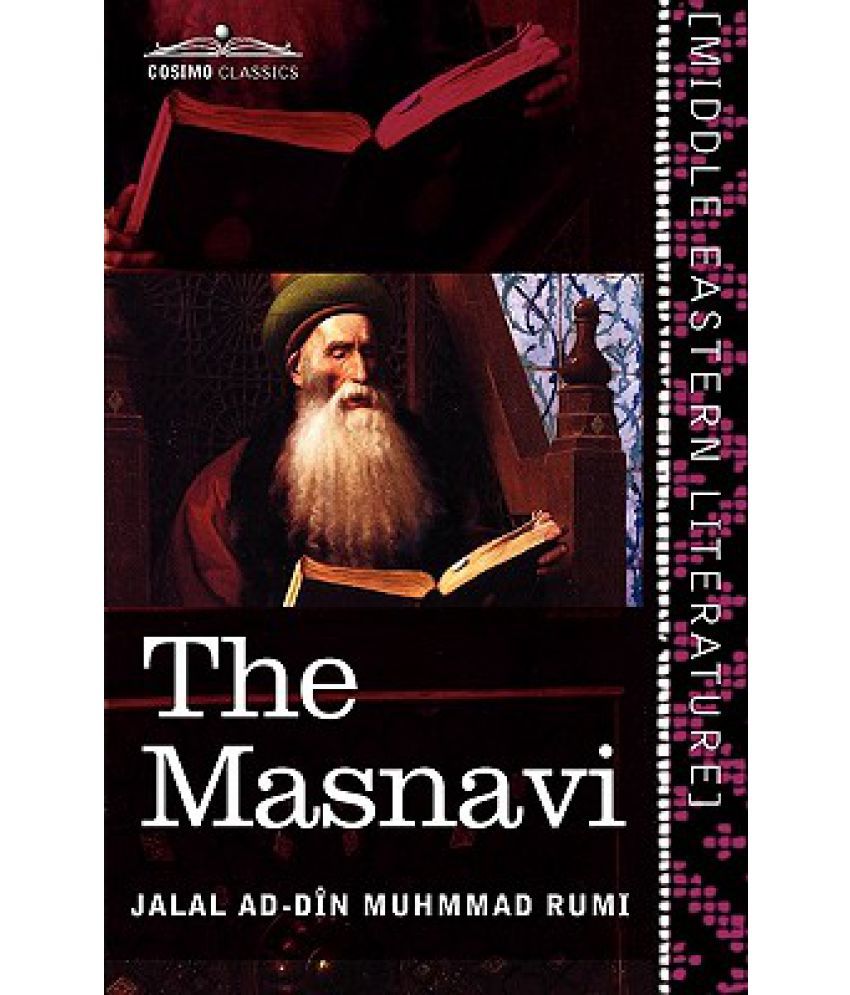 COSIMO CLASSICS
[MIDDLE EASTERN LITERATURE]
The
Masnavi
JALAL AD-DÎN MUHMMAD RUMI